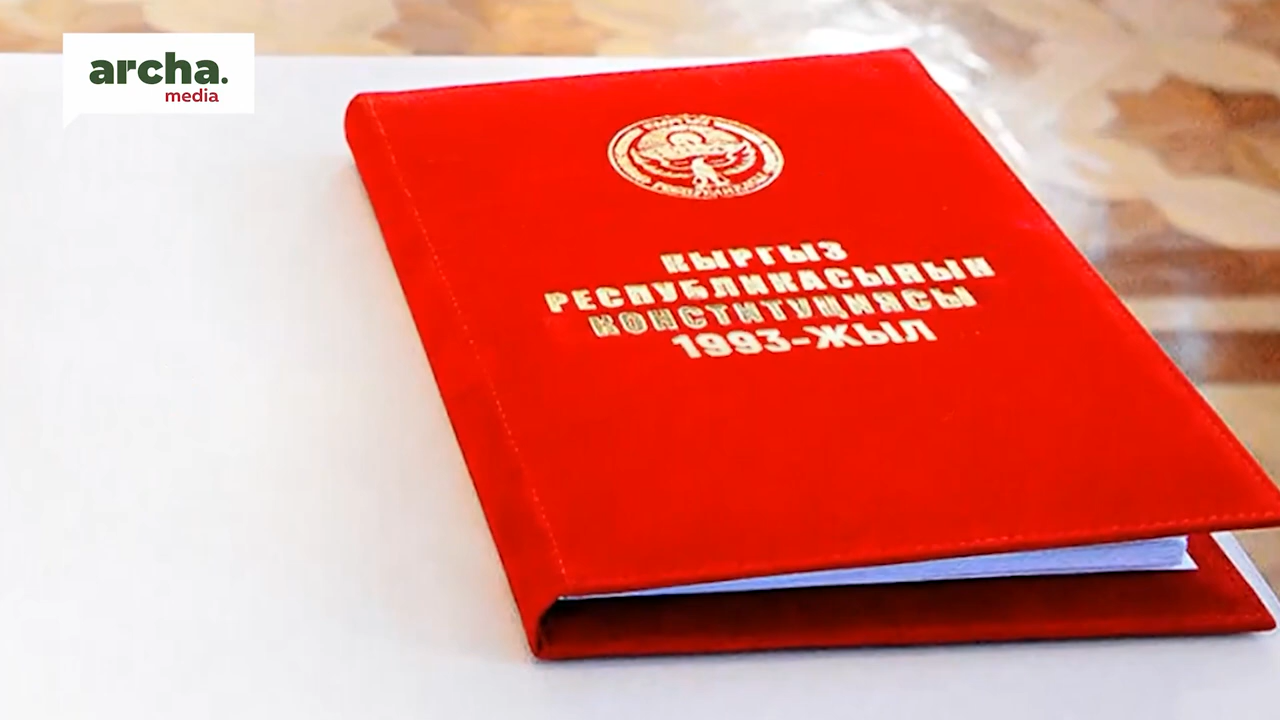 archa.
media
КЫРГЫЗ
РЕСПУБЛИКАСЫНЫН
КОНСТИТУЦИЯСЫ
1993-ЖЫЛ